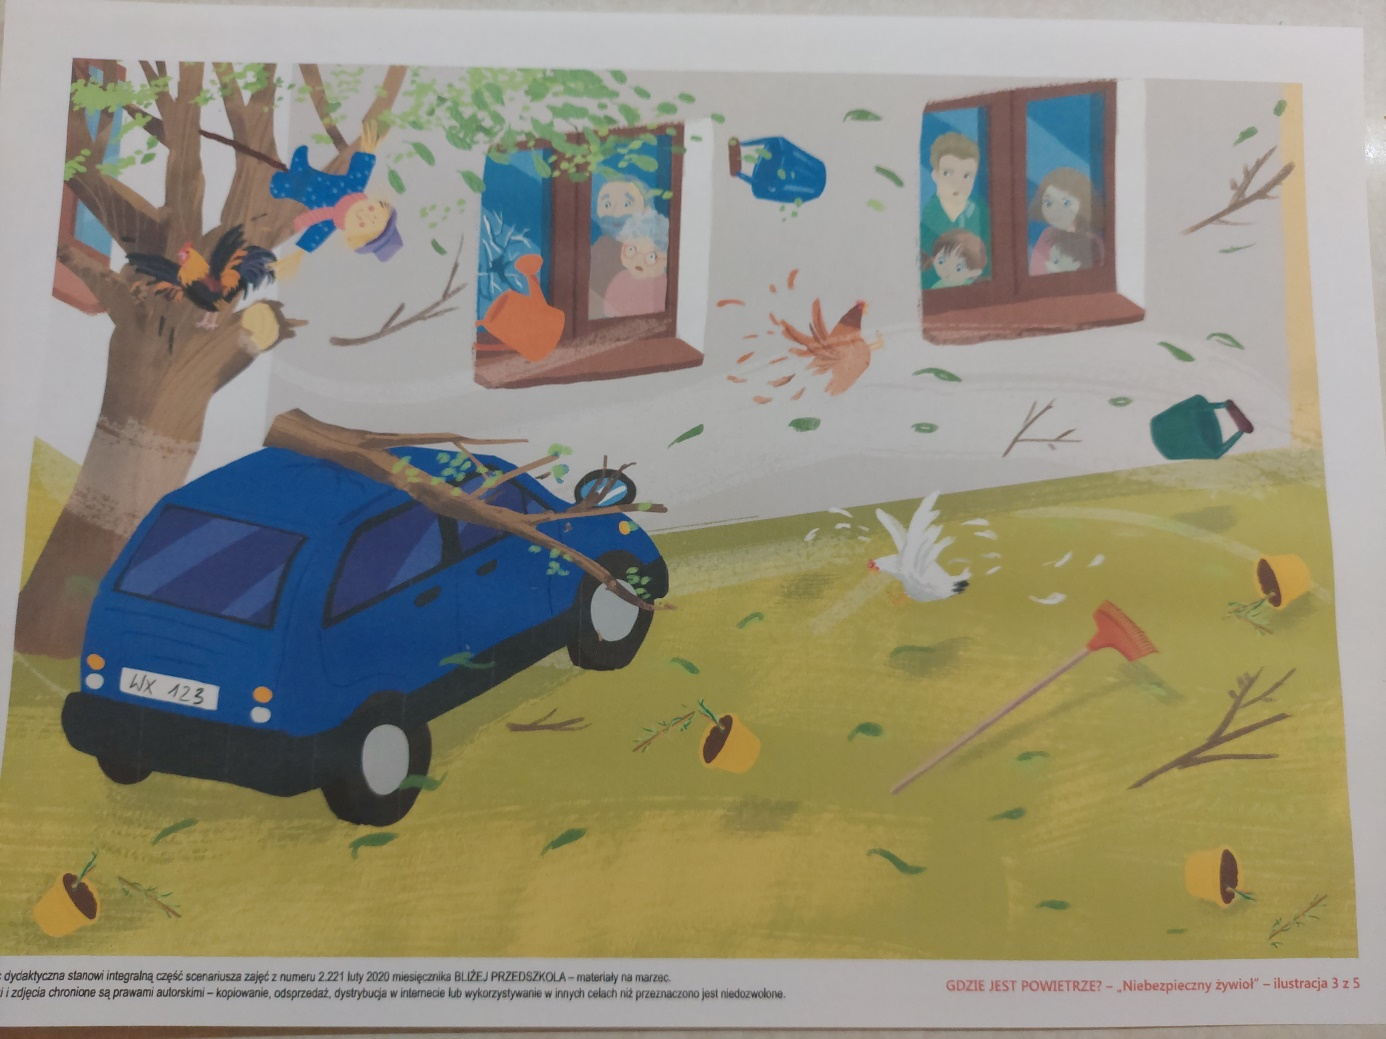 WX 123
dydaktyczna stanowi integralną część scenariusza zajęć z numeru 2.221 luty 2020 miesięcznika BLIŻEJ PRZEDSZKOLA – materiały na marzec.
i zdjęcia chronione są prawami autorskimi – kopiowanie, odsprzedaż, dystrybucja w internecie lub wykorzystywanie w innych celach niż przeznaczono jest niedozwolone.
GDZIE JEST POWIETRZE? – „Niebezpieczny żywioł” – ilustracja 3 z 5